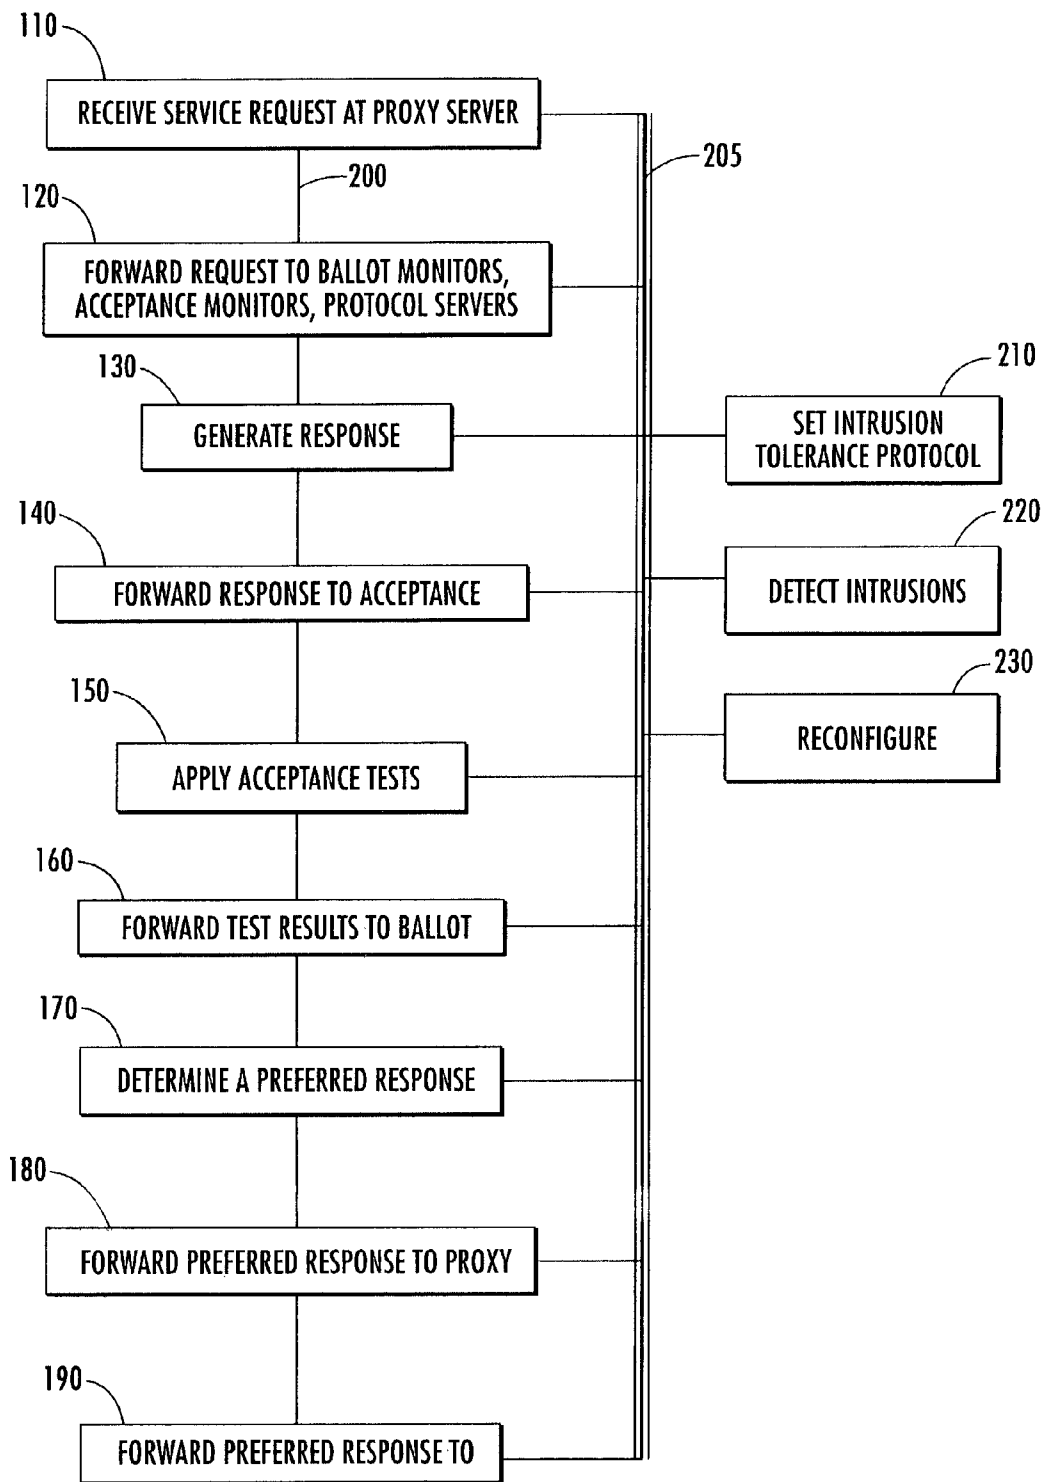 110
RECEIVE SERVICE REQUEST AT PROXY SERVER
205
200
120
FORWARD REQUEST TO BALLOT MONITORS,
ACCEPTANCE MONITORS, PROTOCOL SERVERS
130
GENERATE RESPONSE
210
SET INTRUSION
TOLERANCE PROTOCOL
140
FORWARD RESPONSE TO ACCEPTANCE
220
DETECT INTRUSIONS
150
APPLY ACCEPTANCE TESTS
230
RECONFIGURE
160
FORWARD TEST RESULTS TO BALLOT
170
DETERMINE A PREFERRED RESPONSE
180
FORWARD PREFERRED RESPONSE TO PROXY
190
FORWARD PREFERRED RESPONSE TO